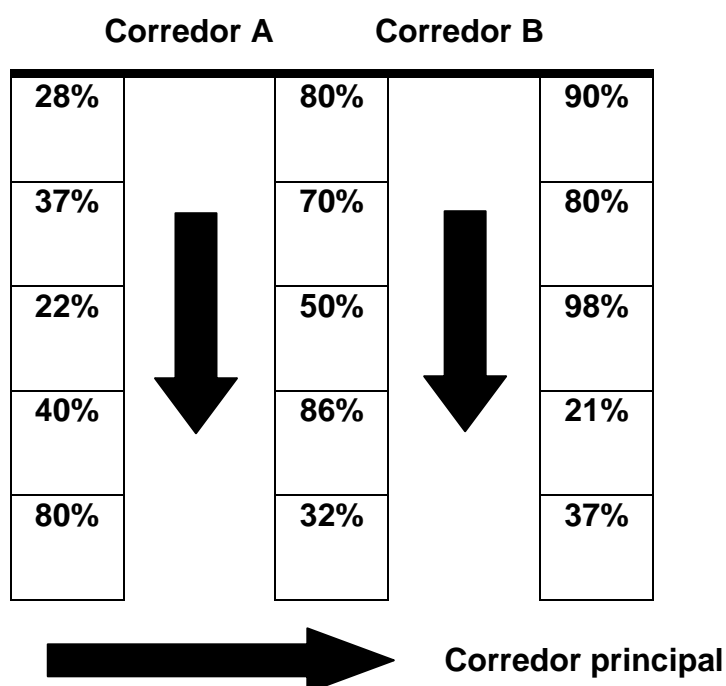 Corredor A Corredor B
28% 80% 90%
37% 70% 80%
22% 50% 98%
40% 86% 21%
80% 32% 37%
Corredor principal